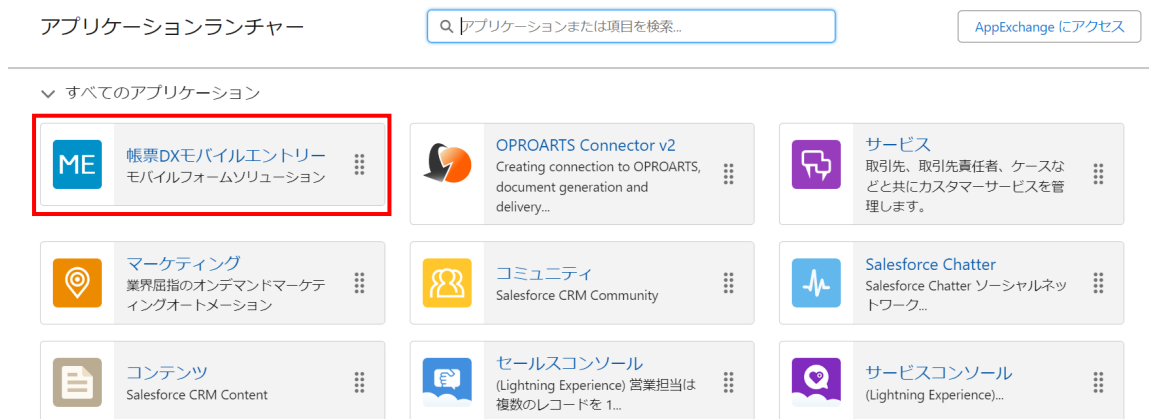 アプリケーションランチャー
アプリケーションまたは項目を検索...
AppExchange にアクセス
すべてのアプリケーション
ME
帳票DXモバイルエントリー
モバイルフォームソリューション
OPROARTS Connector v2
Creating connection to OPROARTS,
document generation and
delivery...
サービス
取引先、取引先責任者、ケースな
どと共にカスタマーサービスを管
理します。
マーケティング
業界屈指のオンデマンドマーケテ
ィングオートメーション
コミュニティ
Salesforce CRM Community
Salesforce Chatter
Salesforce Chatter ソーシャルネッ
トワーク...
コンテンツ
Salesforce CRM Content
セールスコンソール
(Lightning Experience) 営業担当は
複数のレコードを 1...
サービスコンソール
(Lightning Experience)...